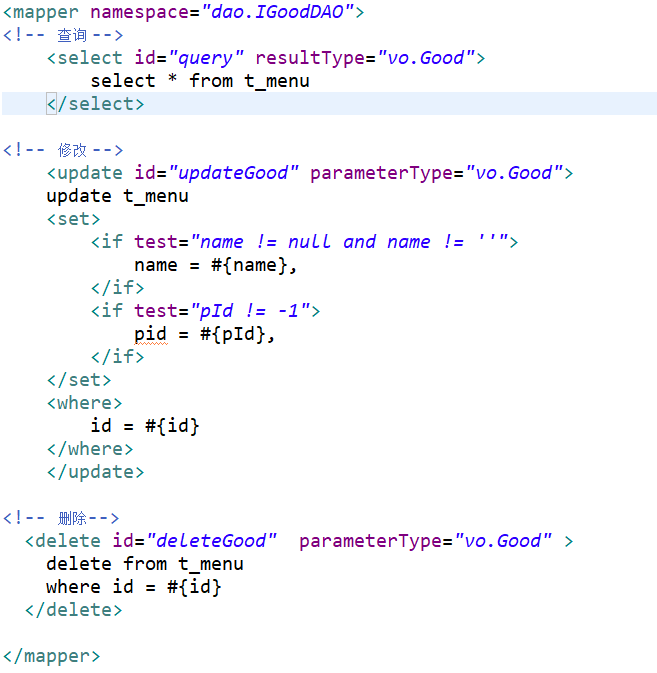 <mapper namespace="dao.IGoodDAO">
<!-- 查询 -->
    <select id="query" resultType="vo.Good">
        select * from t_menu
    </select>

<!-- 修改 -->
    <update id="updateGood" parameterType="vo.Good">
    update t_menu
    <set>
        <if test="name != null and name != ''">
            name = #{name},
        </if>
        <if test="pId != -1">
            pid = #{pId},
        </if>
    </set>
    <where>
        id = #{id}
    </where>
    </update>

<!-- 删除-->
  <delete id="deleteGood"  parameterType="vo.Good" >
    delete from t_menu
    where id = #{id}
  </delete>

</mapper>